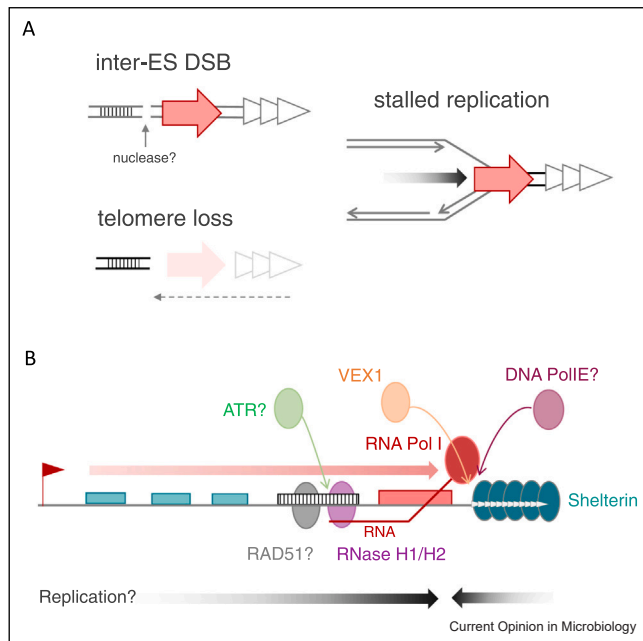 A
inter-ES DSB
stalled replication
nuclease?
telomere loss
B
VEX1
DNA PolIE?
ATR?
RNA Pol I
Shelterin
RNA
RAD51?
RNase H1/H2
Replication?
Current Opinion in Microbiology